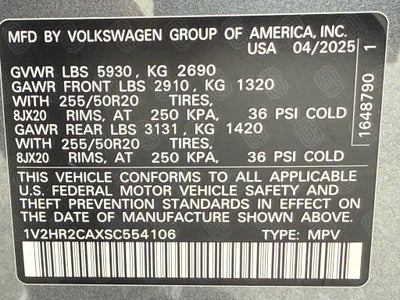 MFD BY VOLKSWAGEN GROUP OF AMERICA, INC.
USA 04/2025
GVWR LBS 5930, KG 2690
GAWR FRONT LBS 2910, KG 1320
WITH 255/50R20 TIRES,
8JX20 RIMS, AT 250 KPA, 36 PSI COLD
GAWR REAR LBS 3131, KG 1420
WITH 255/50R20 TIRES,
8JX20 RIMS, AT 250 KPA, 36 PSI COLD
THIS VEHICLE CONFORMS TO ALL APPLICABLE
U.S. FEDERAL MOTOR VEHICLE SAFETY AND
THEFT PREVENTION STANDARDS IN EFFECT ON THE
DATE OF MANUFACTURE SHOWN ABOVE.
1V2HR2CAXSC554106 TYPE: MPV
1648790 1